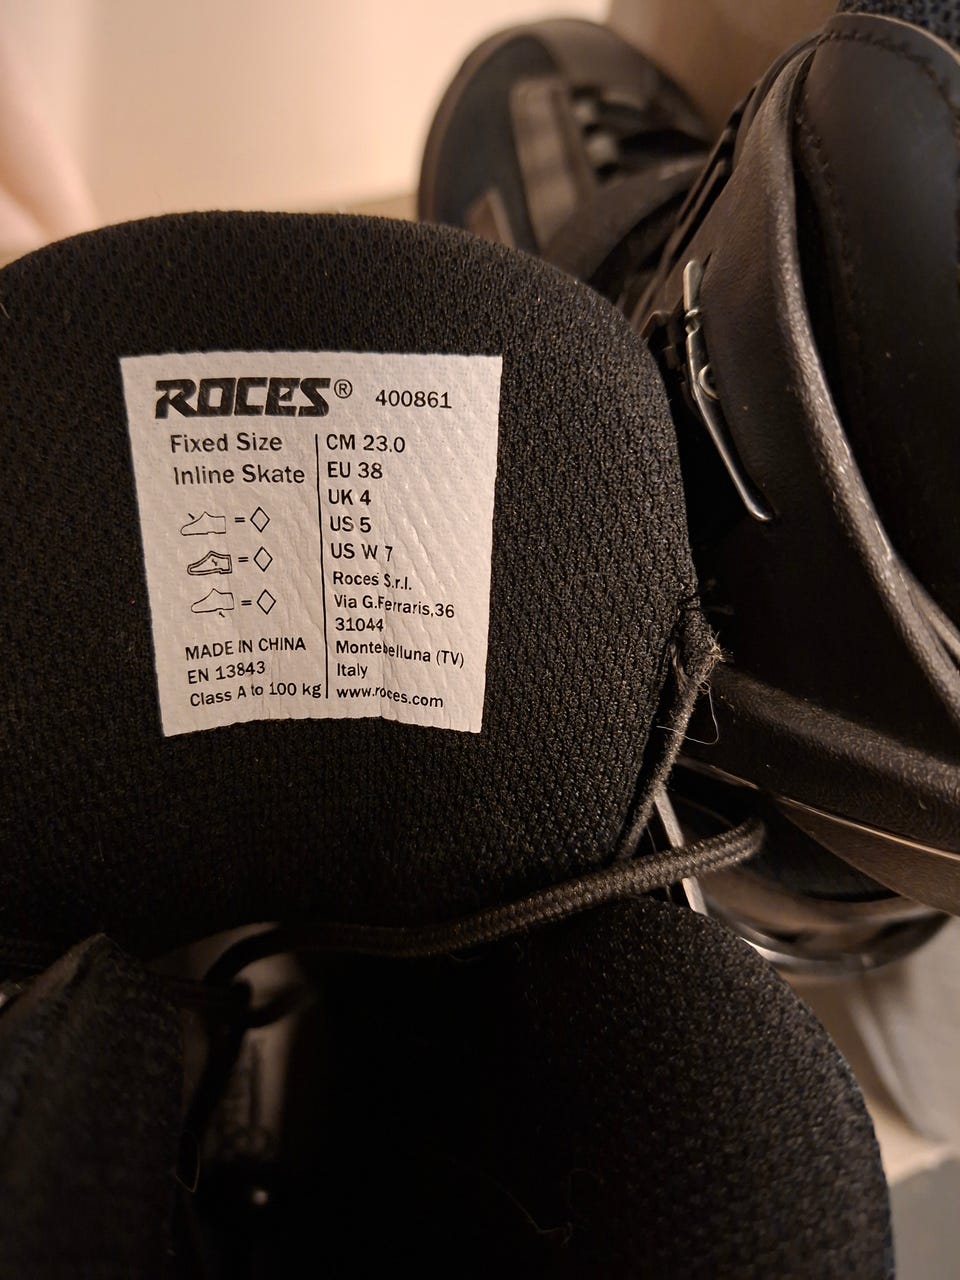 ROCES® 400861
Fixed Size
Inline Skate
= ◇
= ◇
= ◇
MADE IN CHINA
EN 13843
Class A to 100 kg
CM 23.0
EU 38
UK 4
US 5
US W 7
Roces S.r.l.
Via G.Ferraris,36
31044
Montebelluna (TV)
Italy
www.roces.com